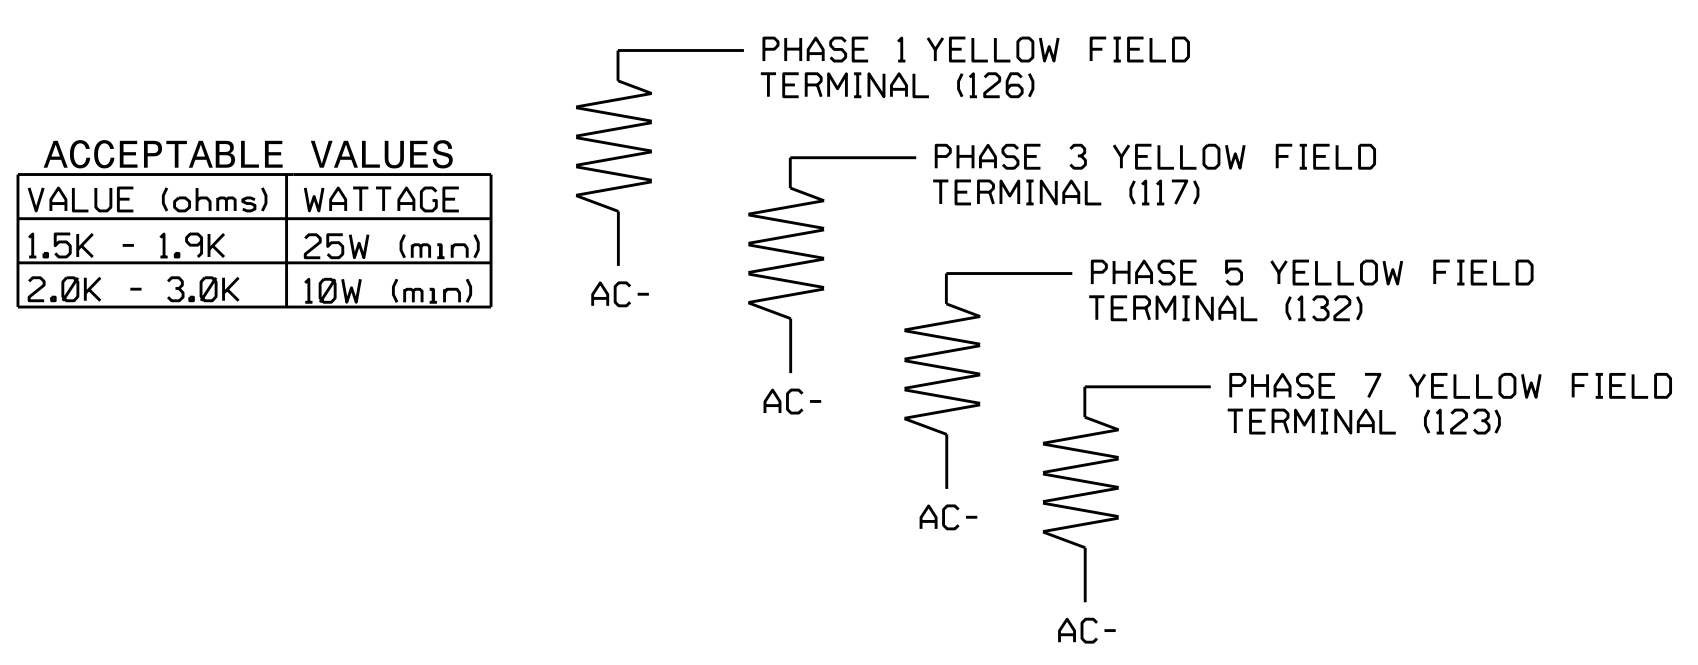 ACCEPTABLE VALUES
VALUE (ohms) WATTAGE
1.5K - 1.9K 25W (min)
2.0K - 3.0K 10W (min)
PHASE 1 YELLOW FIELD
TERMINAL (126)
AC-
PHASE 3 YELLOW FIELD
TERMINAL (117)
AC-
PHASE 5 YELLOW FIELD
TERMINAL (132)
AC-
PHASE 7 YELLOW FIELD
TERMINAL (123)
AC-